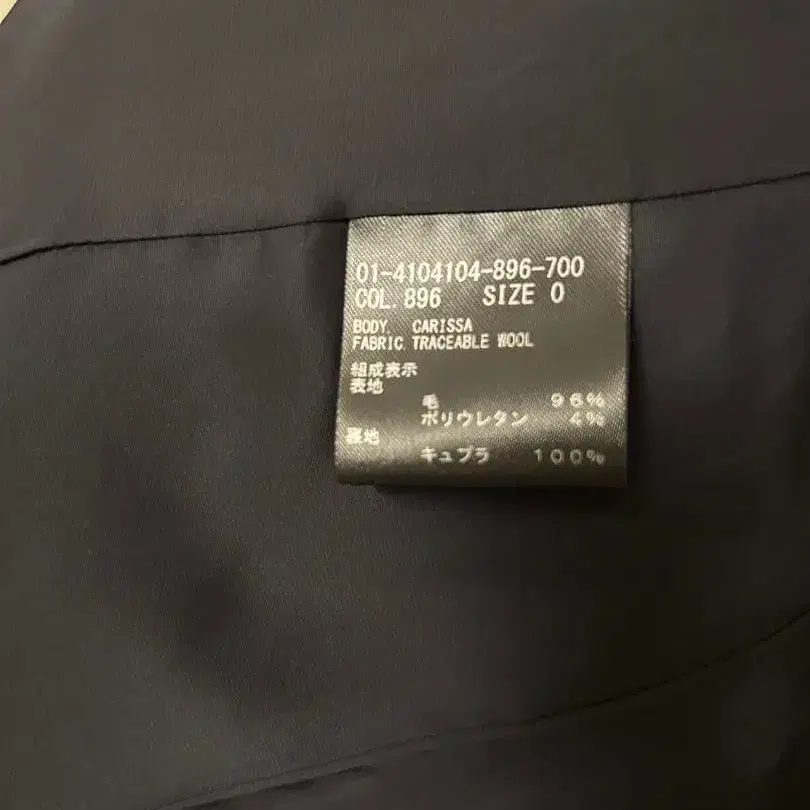 01-4104104-896-700
COL. 896 SIZE 0
BODY. CARISSA
FABRIC. TRACEABLE WOOL
組成表示
表地
毛 96%
ポリウレタン 4%
裏地
キュプラ 100%